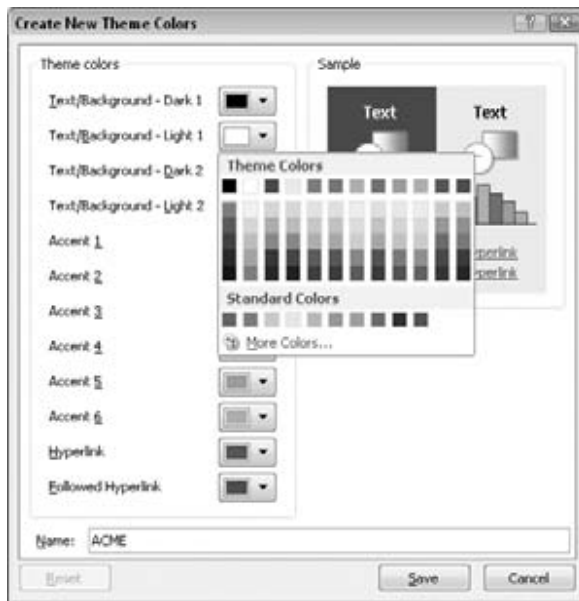 Create New Theme Colors
Theme colors
Text/Background - Dark 1
Text/Background - Light 1
Text/Background - Dark 2
Text/Background - Light 2
Accent 1
Accent 2
Accent 3
Accent 4
Accent 5
Accent 6
Hyperlink
Followed Hyperlink
Sample
Text Text
Theme Colors
Standard Colors
More Colors...
yperlink
yperlink
Name: ACME
Reset Save Cancel